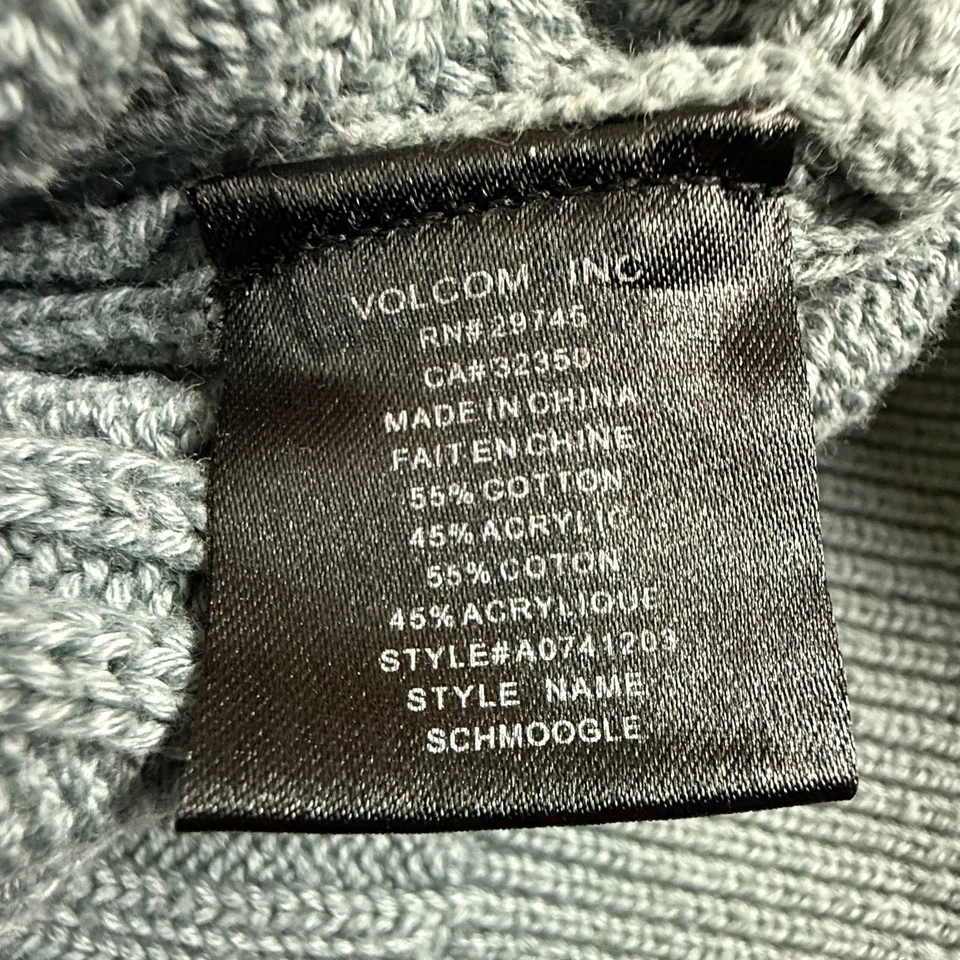 VOLCOM, INC.
RN# 29745
CA# 32350
MADE IN CHINA
FAIT EN CHINE
55% COTTON
45% ACRYLIC
55% COTON
45% ACRYLIQUE
STYLE#A0741203
STYLE NAME
SCHMOOGLE